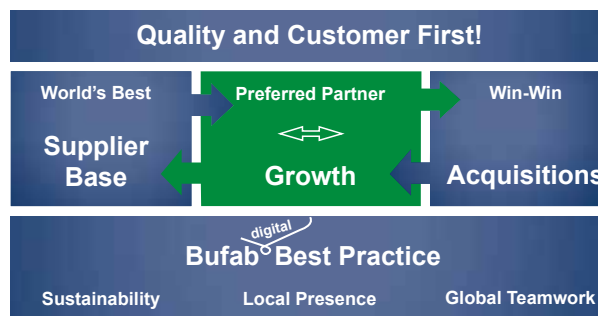 Quality and Customer First!
World's Best
Preferred Partner
Win-Win
Supplier
Base
Growth
Acquisitions
digital
Bufab Best Practice
Sustainability
Local Presence
Global Teamwork